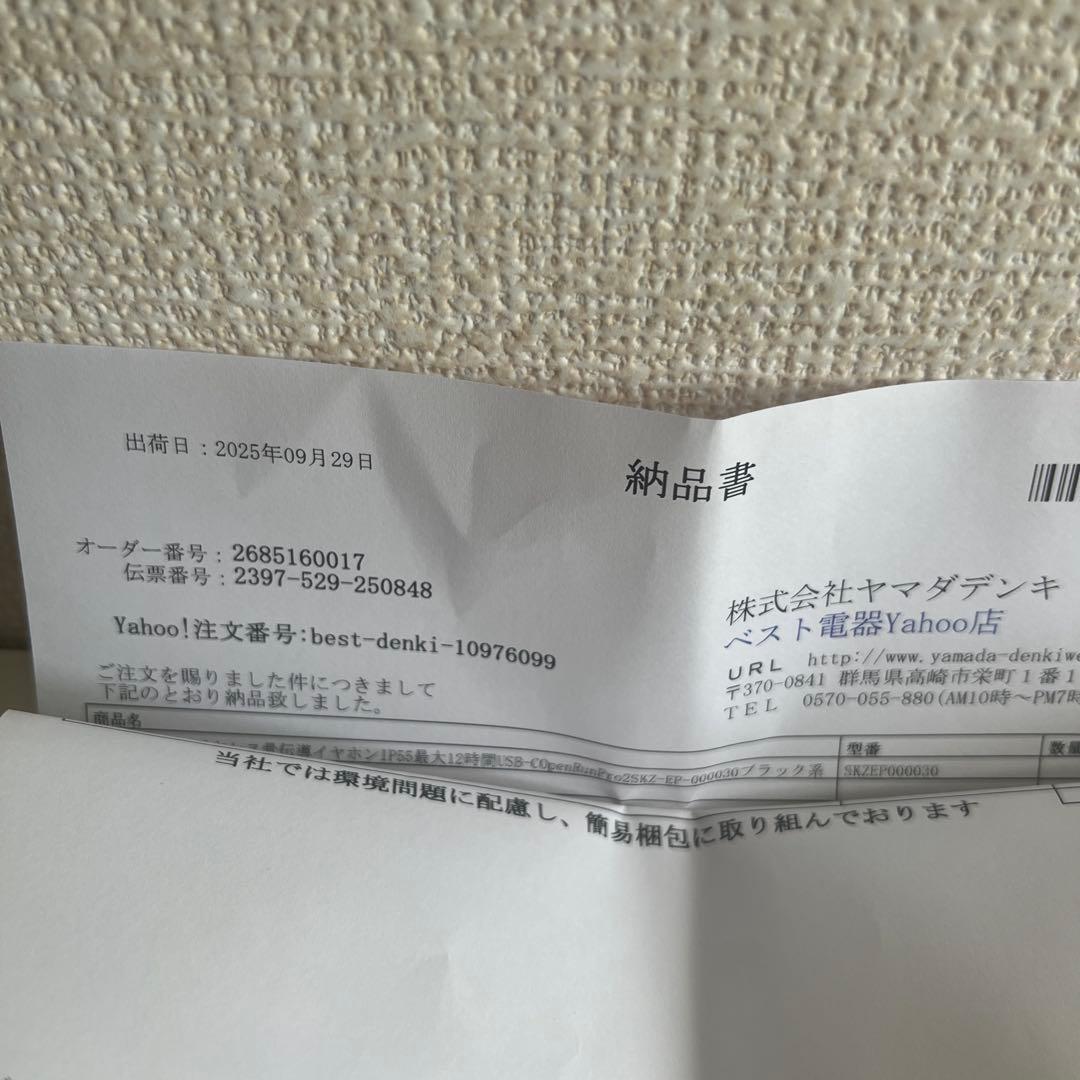 出荷日：2025年09月29日
納品書
オーダー番号：2685160017
伝票番号：2397-529-250848
Yahoo!注文番号:best-denki-10976099
株式会社ヤマダデンキ
ベスト電器Yahoo店
URL http://www.yamada-denkiwe
〒370-0841 群馬県高崎市栄町１番１
TEL 0570-055-880(AM10時～PM7時
ご注文を賜りました件につきまして
下記のとおり納品致しました。
商品名
型番
数量
骨伝導イヤホンIP55最大12時間USB-COpenRunPro2SKZ-EP-000030ブラック系
SKZEP000030
当社では環境問題に配慮し、簡易梱包に取り組んでおります